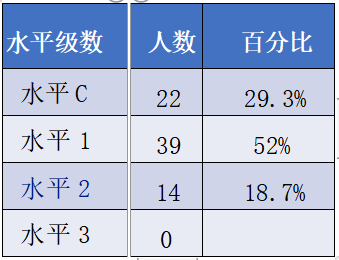 水平级数 人数 百分比
水平C 22 29.3%
水平1 39 52%
水平2 14 18.7%
水平3 0